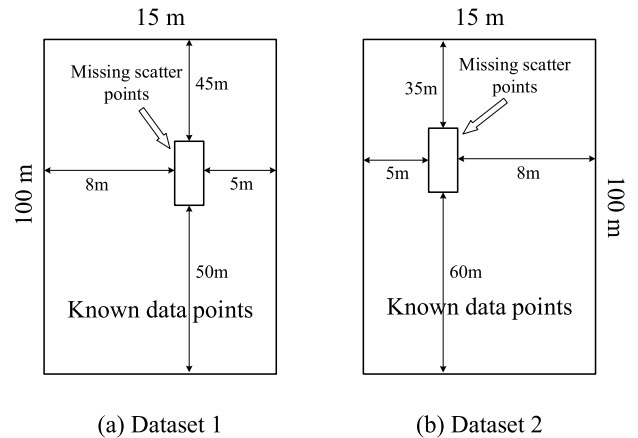 15 m
Missing scatter
points
45m
8m
5m
100 m
50m
Known data points
(a) Dataset 1
15 m
Missing scatter
points
35m
5m
8m
100 m
60m
Known data points
(b) Dataset 2